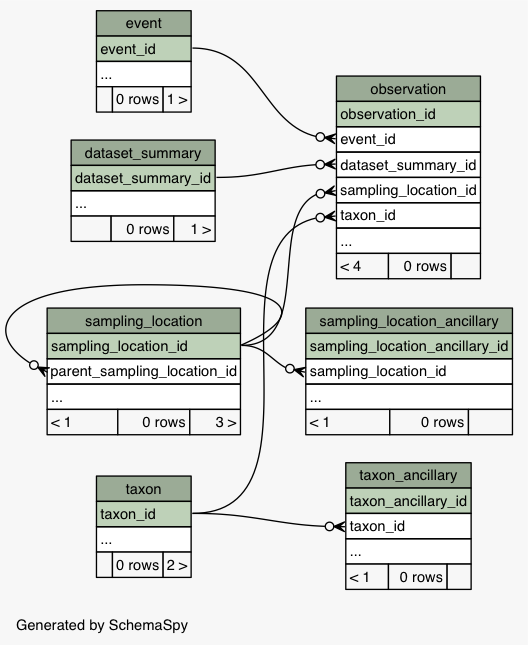 event
event_id
...
0 rows 1 >
observation
observation_id
event_id
dataset_summary_id
sampling_location_id
taxon_id
...
< 4 0 rows
dataset_summary
dataset_summary_id
...
0 rows 1 >
sampling_location
sampling_location_id
parent_sampling_location_id
...
< 1 0 rows 3 >
sampling_location_ancillary
sampling_location_ancillary_id
sampling_location_id
...
< 1 0 rows
taxon
taxon_id
...
0 rows 2 >
taxon_ancillary
taxon_ancillary_id
taxon_id
...
< 1 0 rows
Generated by SchemaSpy